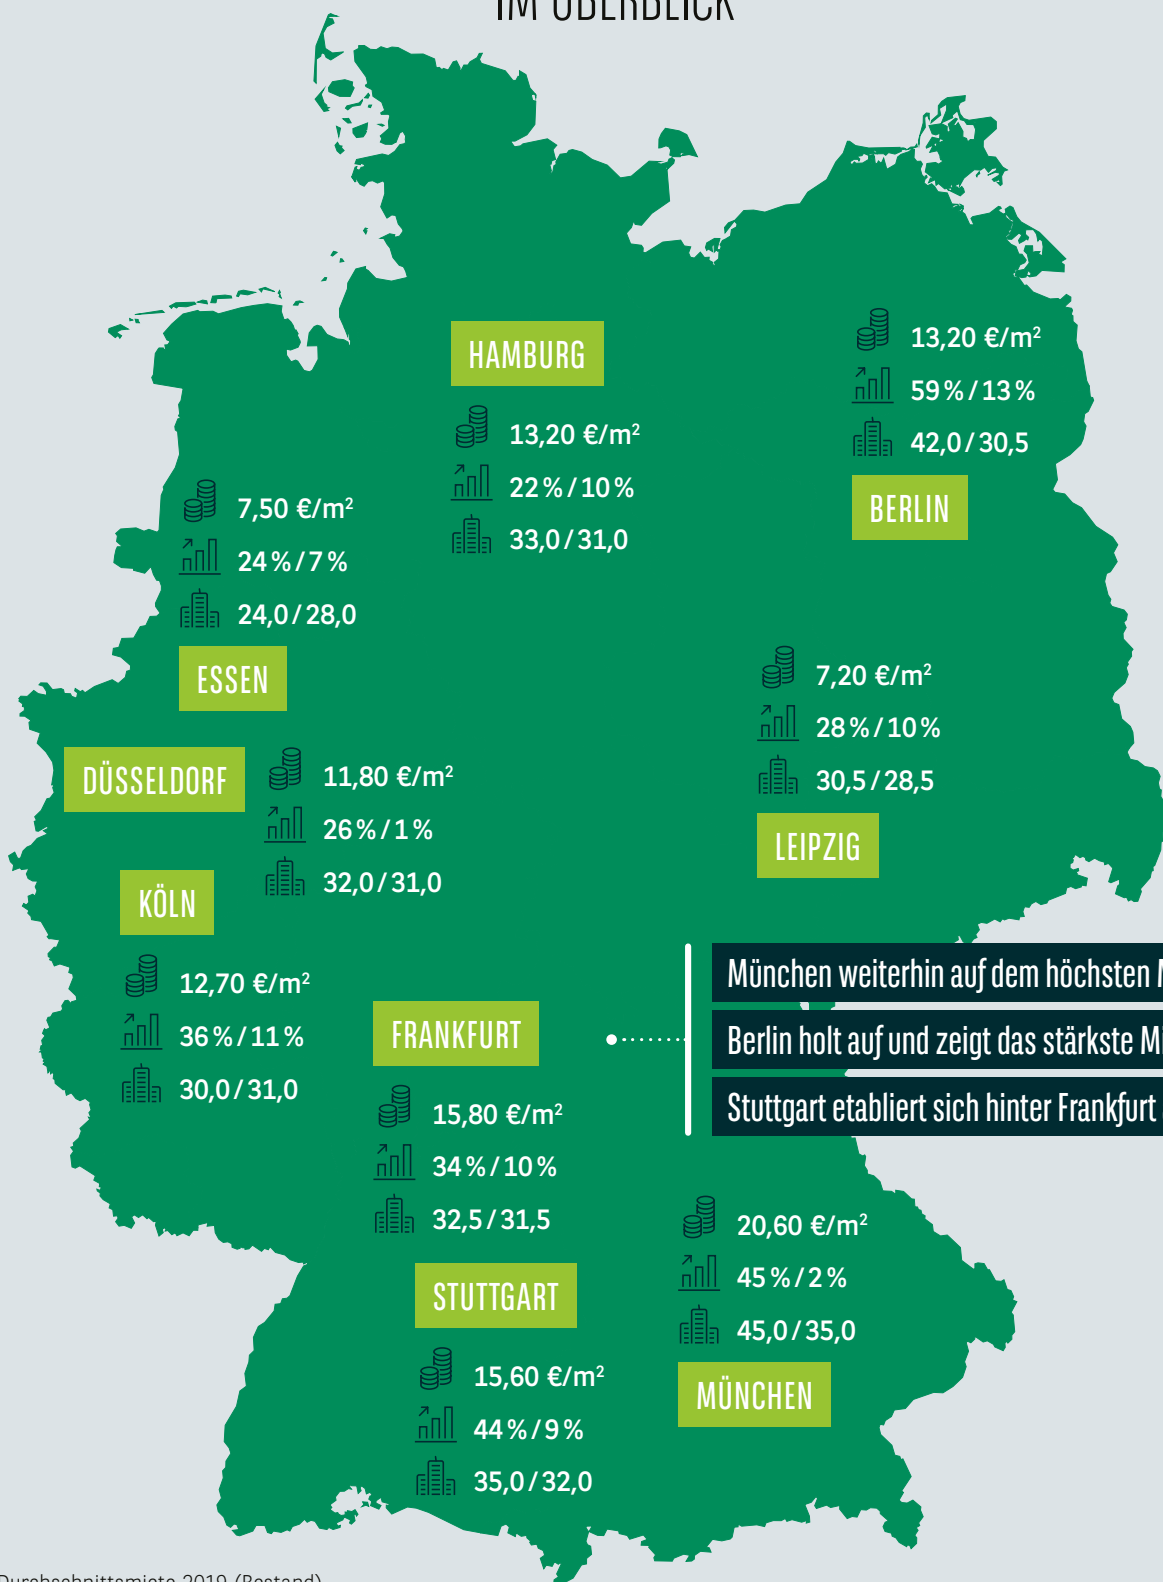 IM ÜBERBLICK
HAMBURG
13,20 €/m²
22 % / 10 %
33,0 / 31,0
13,20 €/m²
59 % / 13 %
42,0 / 30,5
BERLIN
7,50 €/m²
24 % / 7 %
24,0 / 28,0
ESSEN
7,20 €/m²
28 % / 10 %
30,5 / 28,5
LEIPZIG
DÜSSELDORF
11,80 €/m²
26 % / 1 %
32,0 / 31,0
KÖLN
12,70 €/m²
36 % / 11 %
30,0 / 31,0
München weiterhin auf dem höchsten
Berlin holt auf und zeigt das stärkste
Stuttgart etabliert sich hinter Frankfurt
FRANKFURT
15,80 €/m²
34 % / 10 %
32,5 / 31,5
20,60 €/m²
45 % / 2 %
45,0 / 35,0
MÜNCHEN
STUTTGART
15,60 €/m²
44 % / 9 %
35,0 / 32,0
Durchschnittsmiete 2019 (Bestand)